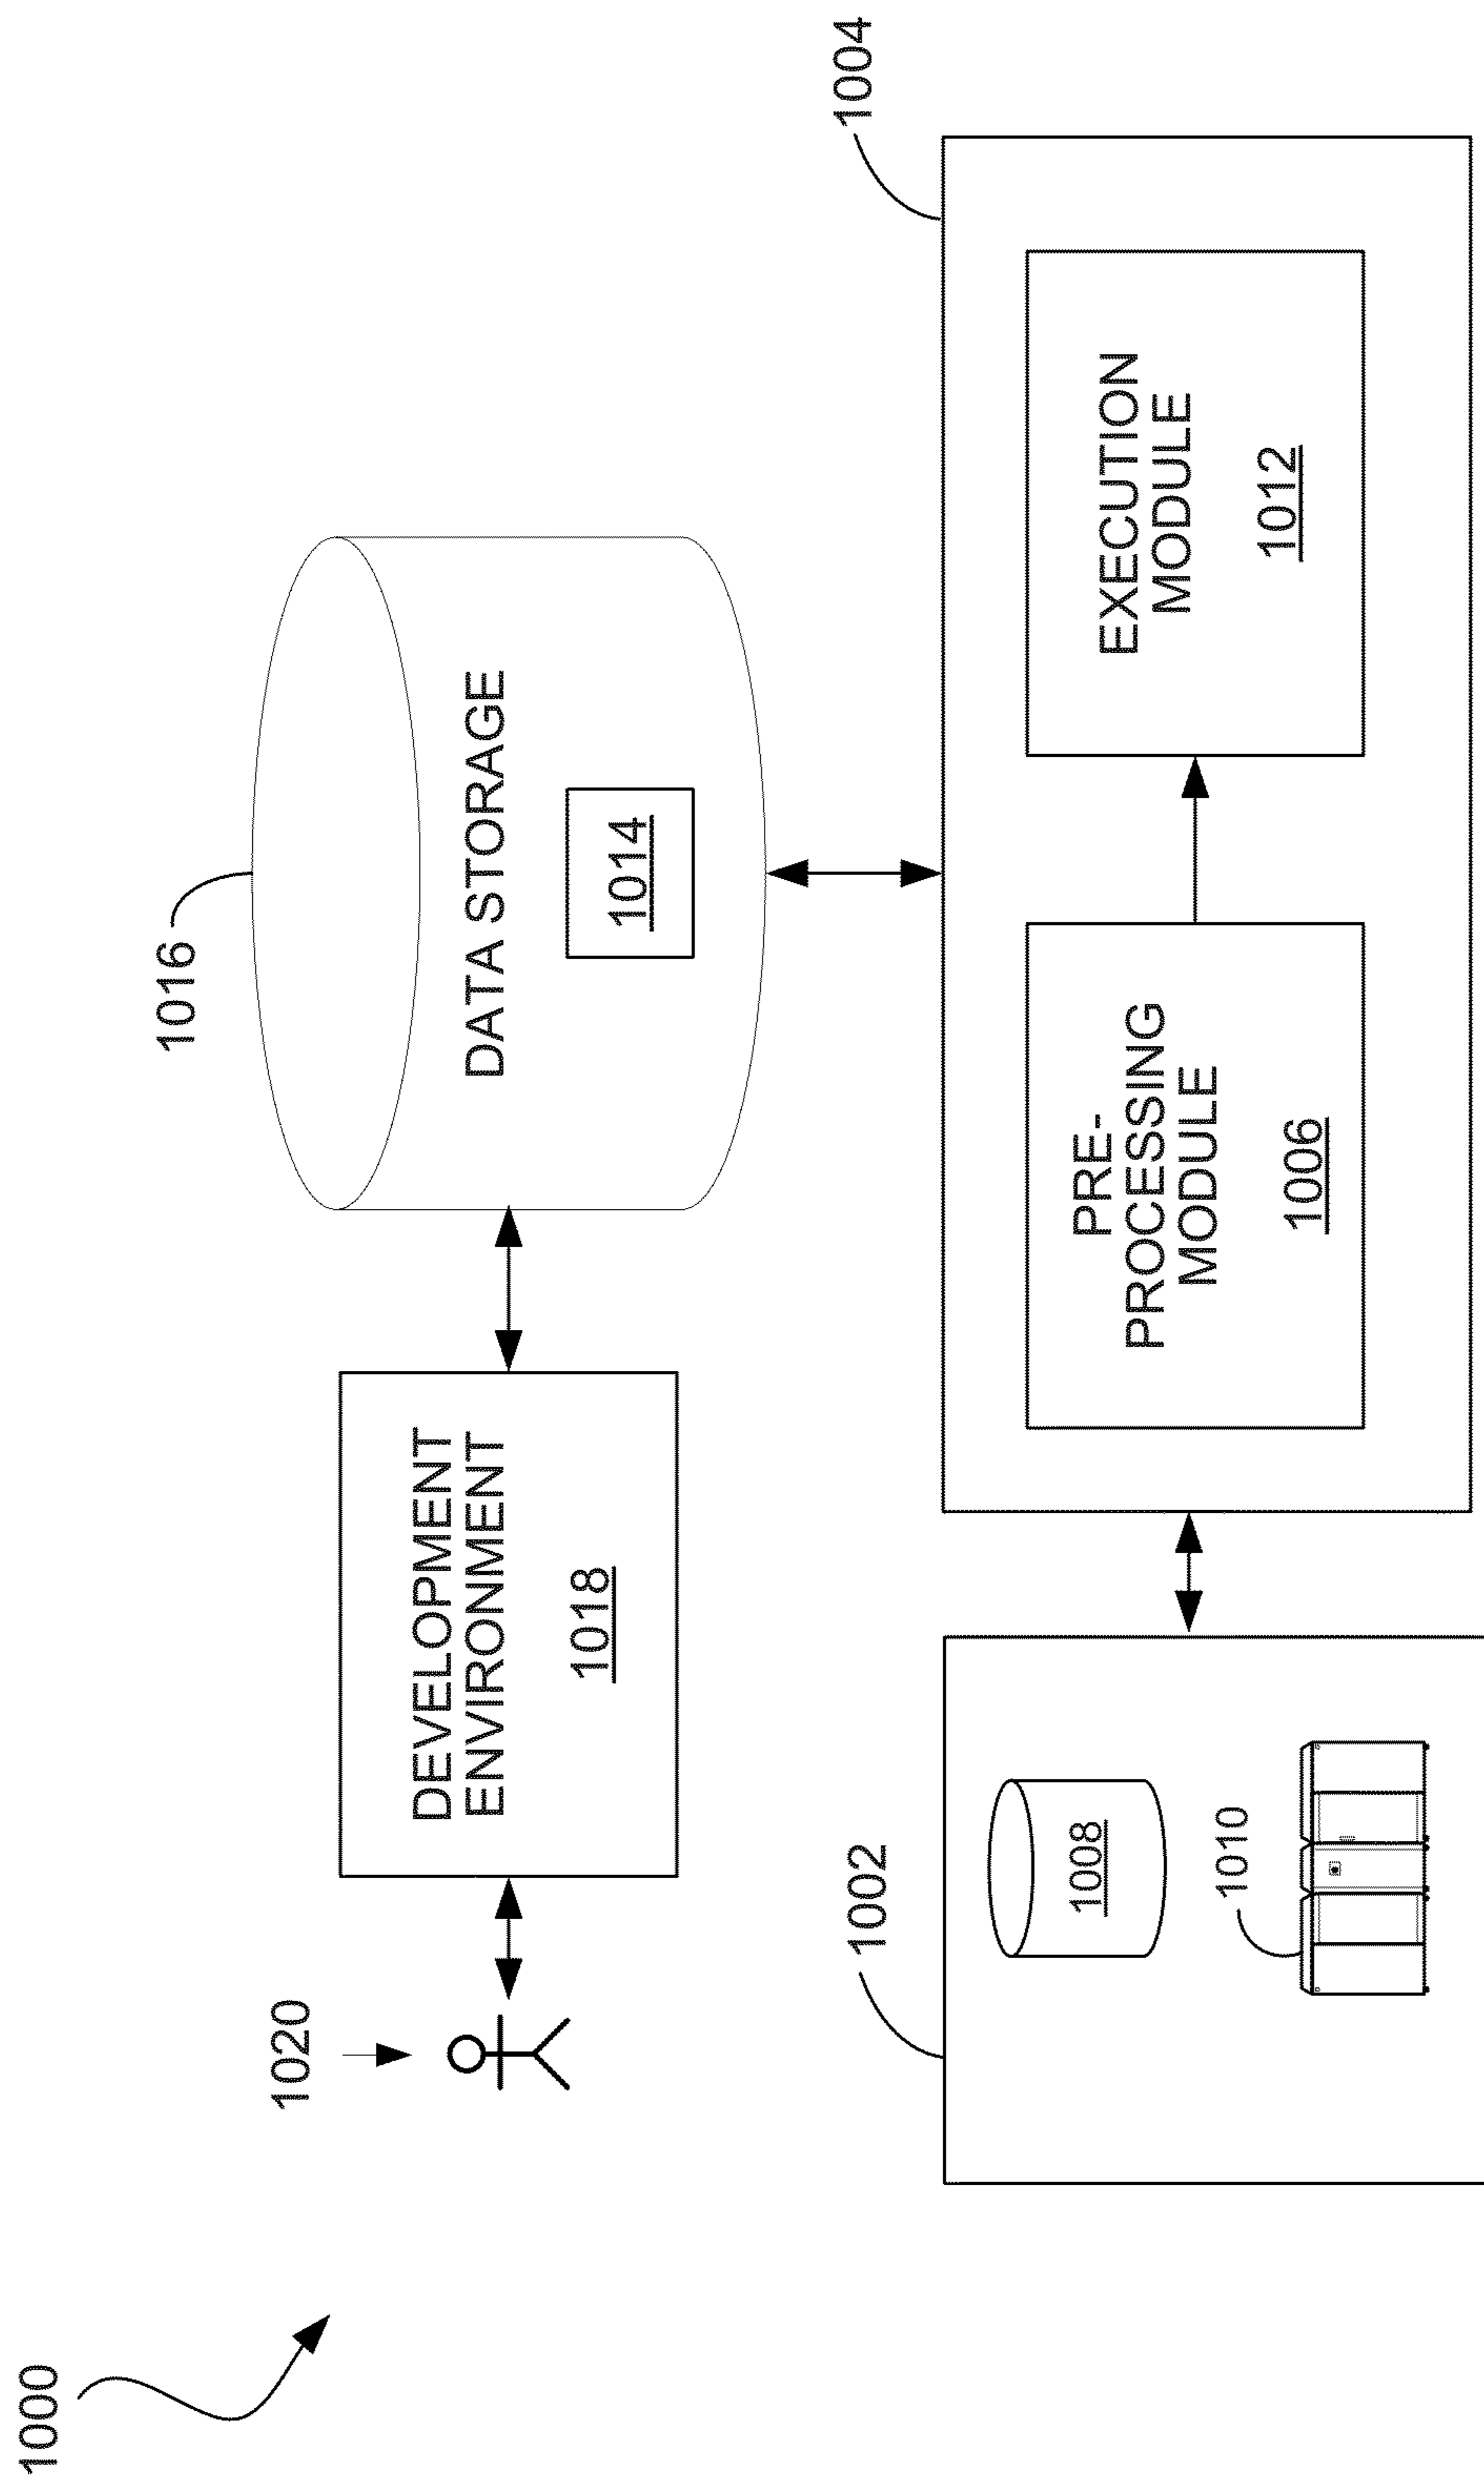 1000
1020
DEVELOPMENT
ENVIRONMENT
1018
1016
DATA STORAGE
1014
1002
1008
1010
1004
PRE-
PROCESSING
MODULE
1006
EXECUTION
MODULE
1012